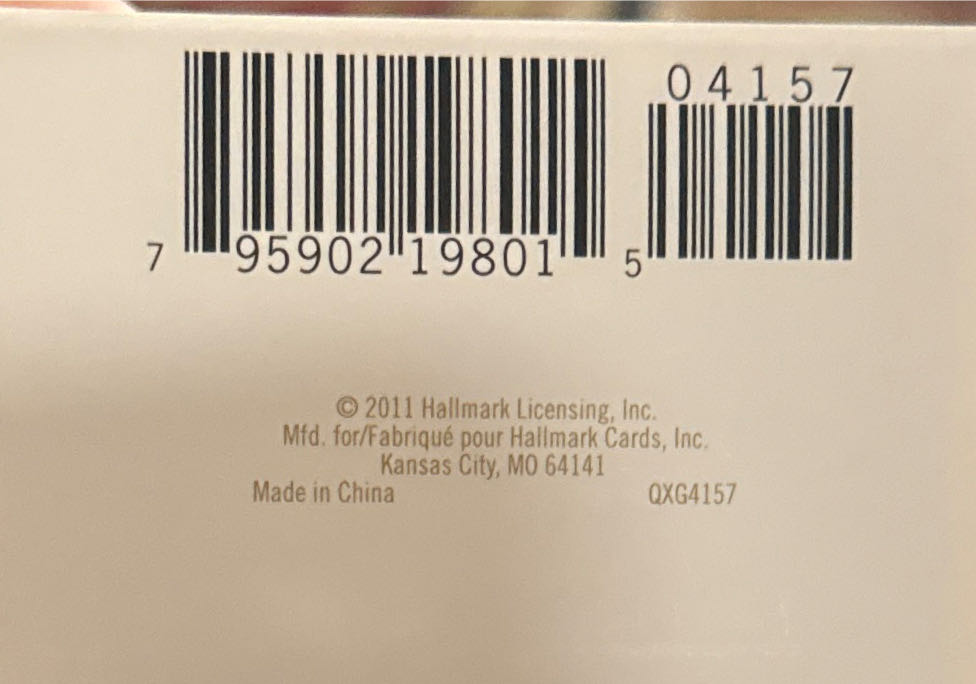 04157
7 95902 19801 5
© 2011 Hallmark Licensing, Inc.
Mfd. for/Fabriqué pour Hallmark Cards, Inc.
Kansas City, MO 64141
Made in China QXG4157